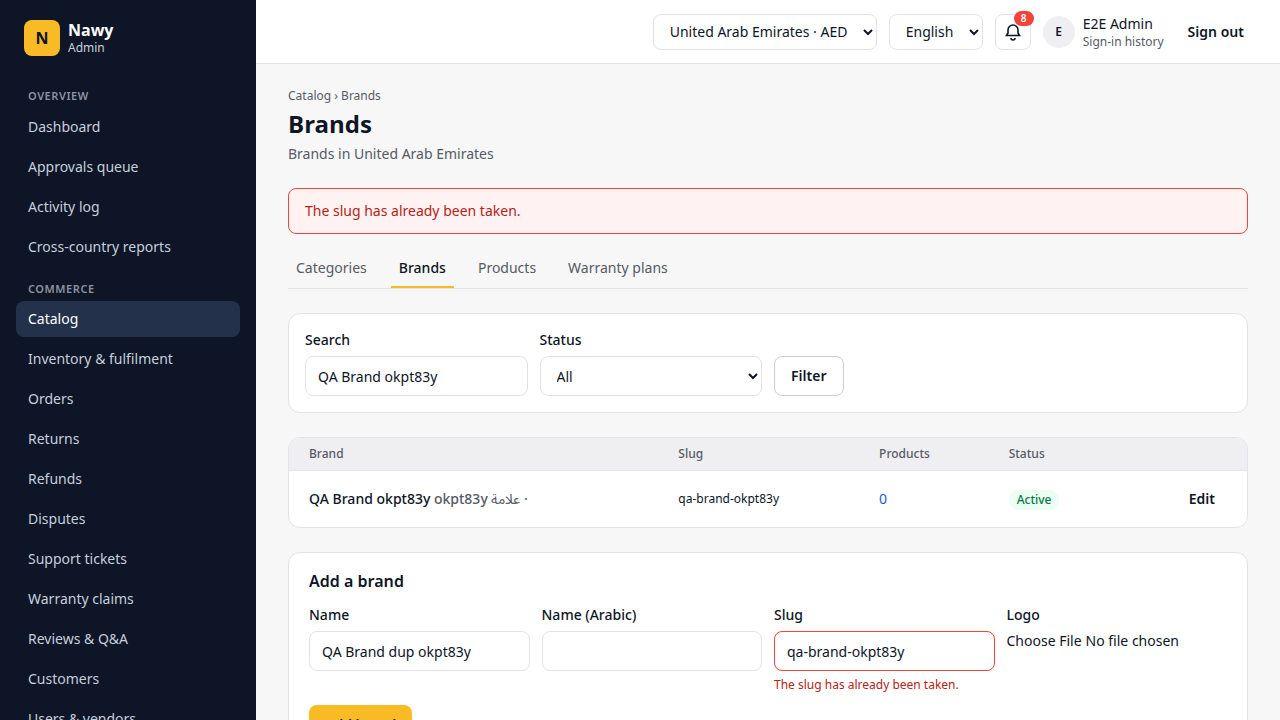 N
Nawy
Admin
OVERVIEW
Dashboard
Approvals queue
Activity log
Cross-country reports
COMMERCE
Catalog
Inventory & fulfilment
Orders
Returns
Refunds
Disputes
Support tickets
Warranty claims
Reviews & Q&A
Customers
Users & vendors
United Arab Emirates · AED
English
8
E
E2E Admin
Sign-in history
Sign out
Catalog › Brands
Brands
Brands in United Arab Emirates
The slug has already been taken.
Categories Brands Products Warranty plans
Search Status
QA Brand okpt83y All Filter
Brand Slug Products Status
QA Brand okpt83y · علامة okpt83y qa-brand-okpt83y 0 Active Edit
Add a brand
Name Name (Arabic) Slug Logo
QA Brand dup okpt83y qa-brand-okpt83y Choose File No file chosen
The slug has already been taken.